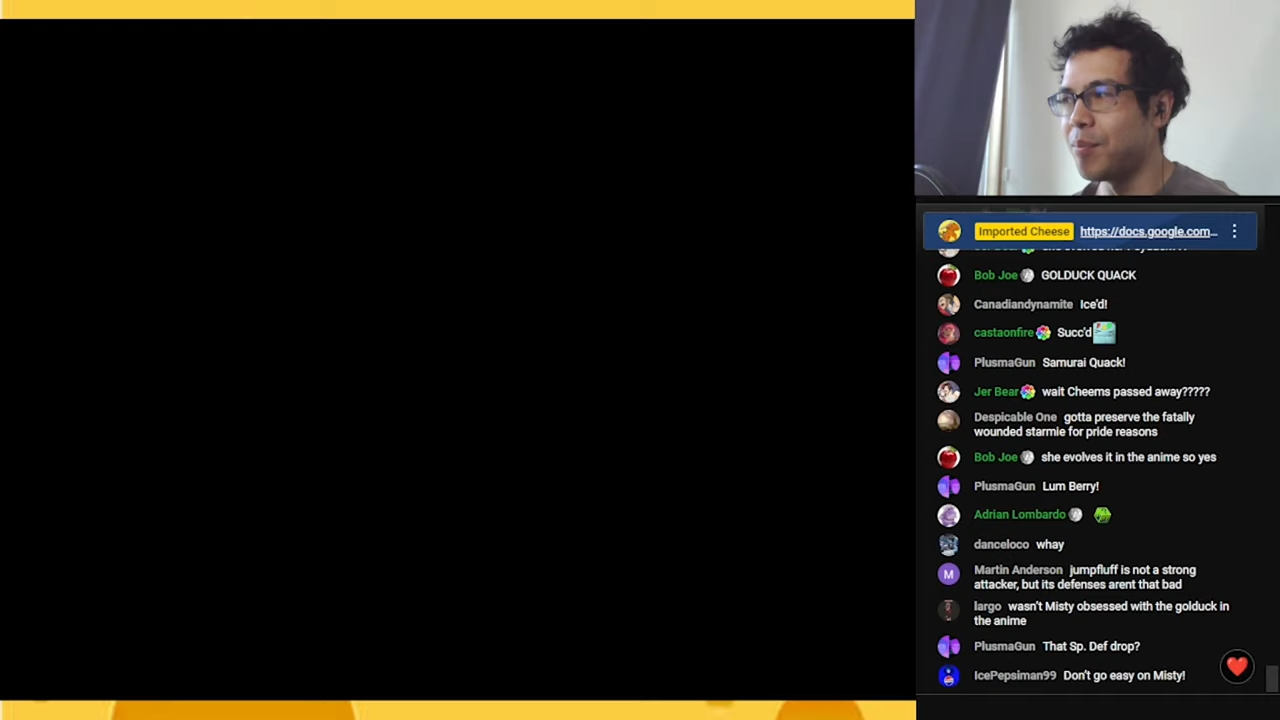 Imported Cheese https://docs.google.com...
Bob Joe GOLDUCK QUACK
Canadiandynamite Ice'd!
castaonfire Succ'd
PlusmaGun Samurai Quack!
Jer Bear wait Cheems passed away?????
Despicable One gotta preserve the fatally
wounded starmie for pride reasons
Bob Joe she evolves it in the anime so yes
PlusmaGun Lum Berry!
Adrian Lombardo
danceloco whay
M Martin Anderson jumpfluff is not a strong
attacker, but its defenses arent that bad
largo wasn't Misty obsessed with the golduck in
the anime
PlusmaGun That Sp. Def drop?
IcePepsiman99 Don't go easy on Misty!